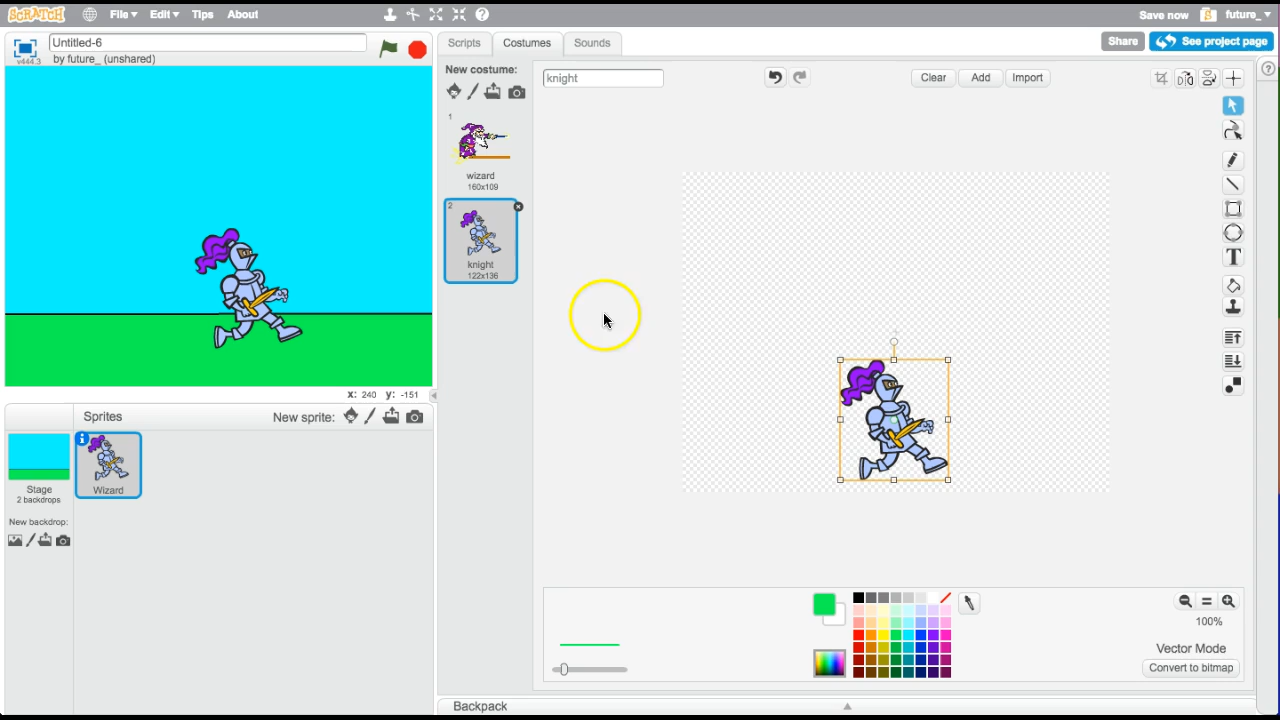 SCRATCH File Edit Tips About Save now future_
v444.3 Untitled-6
by future_ (unshared)
Scripts Costumes Sounds Share See project page
New costume:
knight Clear Add Import
1
wizard
160x109
2
knight
122x136
x: 240 y: -151
Sprites New sprite:
Stage
2 backdrops
Wizard
New backdrop:
100%
Vector Mode
Convert to bitmap
Backpack